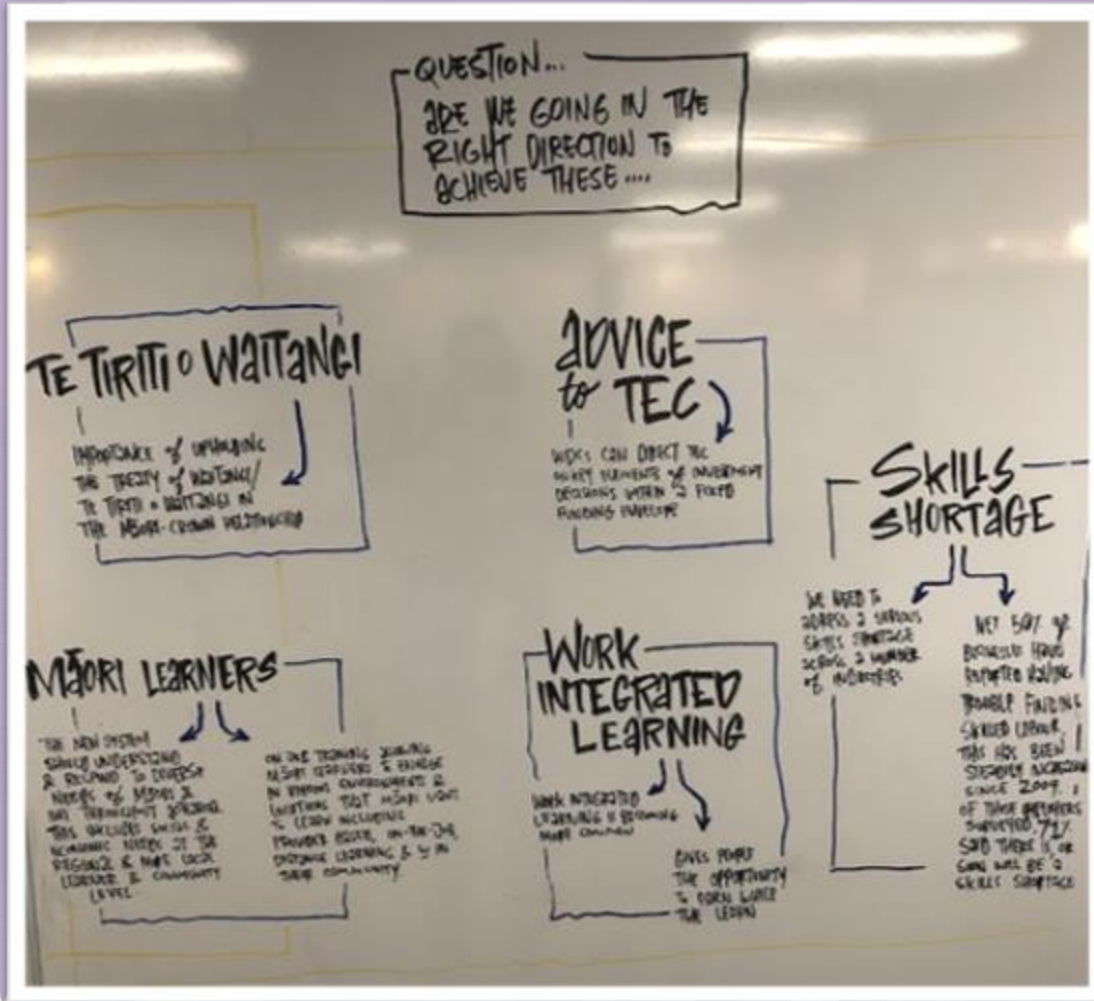 QUESTION...
ARE WE GOING IN THE
RIGHT DIRECTION TO
ACHIEVE THESE....
TE TIRITI O WAITANGI
IMPORTANCE of UPHOLDING
THE TREATY of WAITANGI/
TE TIRITI o WAITANGI IN
THE MĀORI-CROWN RELATIONSHIP
ADVICE
to TEC
WDCs CAN DIRECT TEC
ON KEY ELEMENTS of INVESTMENT
DECISIONS WITHIN A FIXED
FUNDING ENVELOPE
SKILLS
SHORTAGE
WE NEED TO
ADDRESS A SERIOUS
SKILLS SHORTAGE
ACROSS A NUMBER
of INDUSTRIES
NET 50% of
BUSINESSES HAVE
REPORTED HAVING
TROUBLE FINDING
SKILLED LABOUR,
THIS HAS BEEN
STEADILY INCREASING
SINCE 2009.
OF THOSE EMPLOYERS
SURVEYED, 71%
SAID THERE IS OR
SOON WILL BE A
SKILLS SHORTAGE
MĀORI LEARNERS
THE NEW SYSTEM
SHOULD UNDERSTAND
& RESPOND TO DIVERSE
NEEDS of MĀORI &
IWI THROUGHOUT AOTEAROA
THIS INCLUDES SKILLS &
ECONOMIC NEEDS AT THE
REGIONAL & MORE LOCAL
LEARNER & COMMUNITY
LEVEL
ON JOB TRAINING
MĀORI LEARNERS TO ENGAGE
IN VARIOUS ENVIRONMENTS &
LOCATIONS THAT MĀORI WANT
TO LEARN INCLUDING
PROVIDER BASED, ON-THE-JOB,
DISTANCE LEARNING & IN
THEIR COMMUNITY
WORK
INTEGRATED
LEARNING
WORK INTEGRATED
LEARNING IS BECOMING
MORE COMMON
GIVES PEOPLE
THE OPPORTUNITY
TO EARN WHILE
THE LEARN